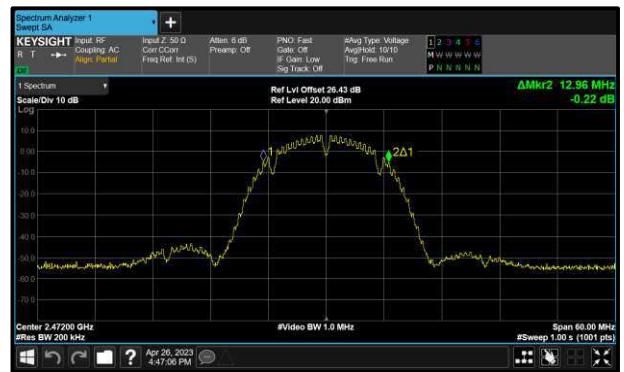 Spectrum Analyzer 1
Swept SA
KEYSIGHT
R T
Input: RF
Coupling: AC
Align: Partial
Input Z: 50 Ω
Corr CCorr
Freq Ref: Int (S)
Atten: 6 dB
Preamp: Off
PNO: Fast
Gate: Off
IF Gain: Low
Sig Track: Off
#Avg Type: Voltage
Avg|Hold: 10/10
Trig: Free Run
1 2 3 4 5 6
M W W W W W
P N N N N N
1 Spectrum
Scale/Div 10 dB
Log
Ref Lvl Offset 26.43 dB
Ref Level 20.00 dBm
ΔMkr2 12.96 MHz
-0.22 dB
10.0
0.00
-10.0
-20.0
-30.0
-40.0
-50.0
-60.0
-70.0
1
2Δ1
Center 2.47200 GHz
#Res BW 200 kHz
#Video BW 1.0 MHz
Span 60.00 MHz
#Sweep 1.00 s (1001 pts)
?
Apr 26, 2023
4:47:06 PM